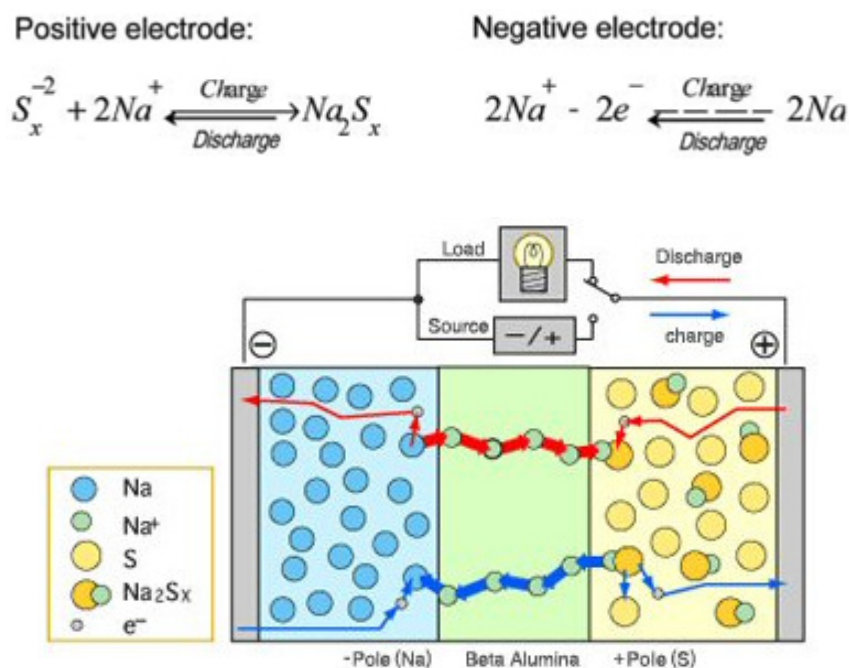 Positive electrode:
Negative electrode:
Charge
S_x^{-2} + 2Na^+ ⇌ Na_2S_x
Discharge
Charge
2Na^+ - 2e^- ⇌ 2Na
Discharge
Load
Discharge
Source
−/+
charge
⊖
⊕
Na
Na+
S
Na2Sx
e−
-Pole (Na)
Beta Alumina
+Pole (S)